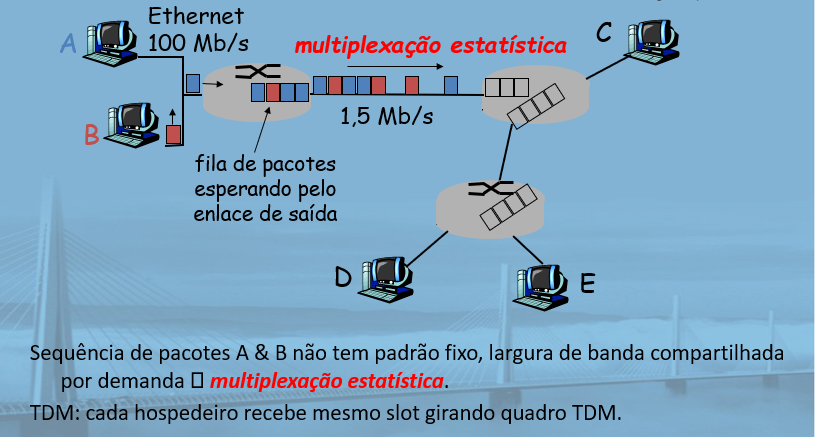 Ethernet
100 Mb/s
A
B
multiplexação estatística
C
1,5 Mb/s
fila de pacotes
esperando pelo
enlace de saída
D
E
Sequência de pacotes A & B não tem padrão fixo, largura de banda compartilhada
por demanda □ multiplexação estatística.
TDM: cada hospedeiro recebe mesmo slot girando quadro TDM.